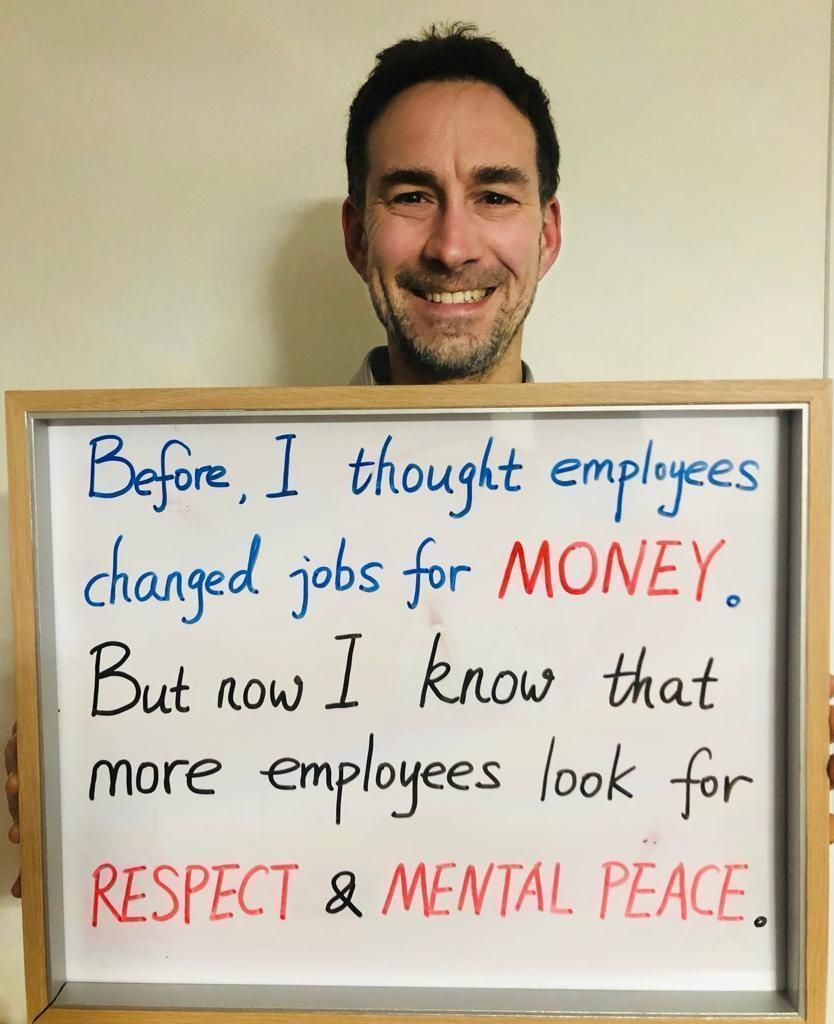 Before, I thought employees
changed jobs for MONEY.
But now I know that
more employees look for
RESPECT & MENTAL PEACE.